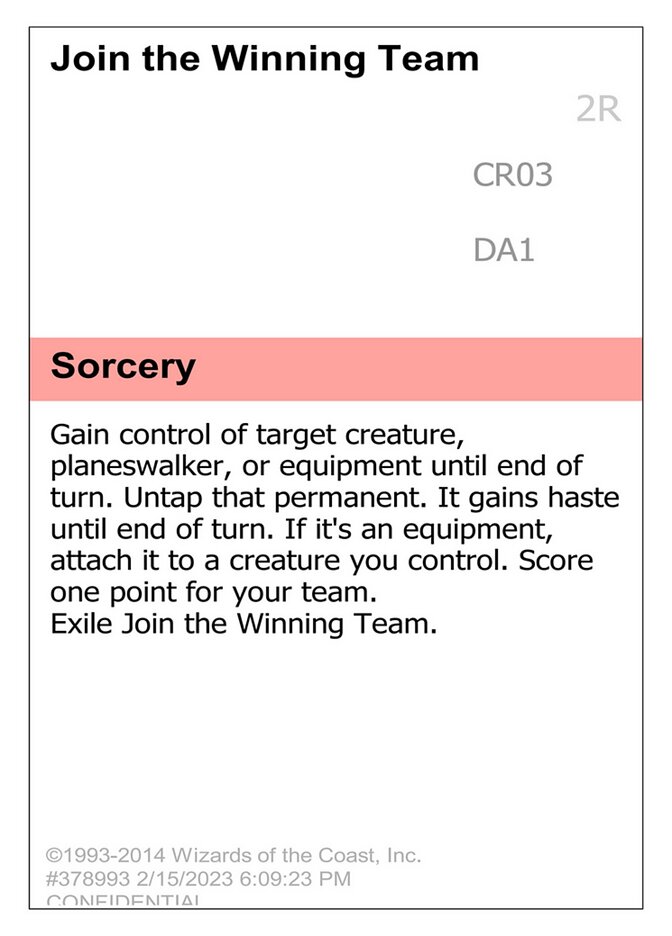 Join the Winning Team
2R
CR03
DA1
Sorcery
Gain control of target creature,
planeswalker, or equipment until end of
turn. Untap that permanent. It gains haste
until end of turn. If it's an equipment,
attach it to a creature you control. Score
one point for your team.
Exile Join the Winning Team.
©1993-2014 Wizards of the Coast, Inc.
#378993 2/15/2023 6:09:23 PM
CONFIDENTIAL